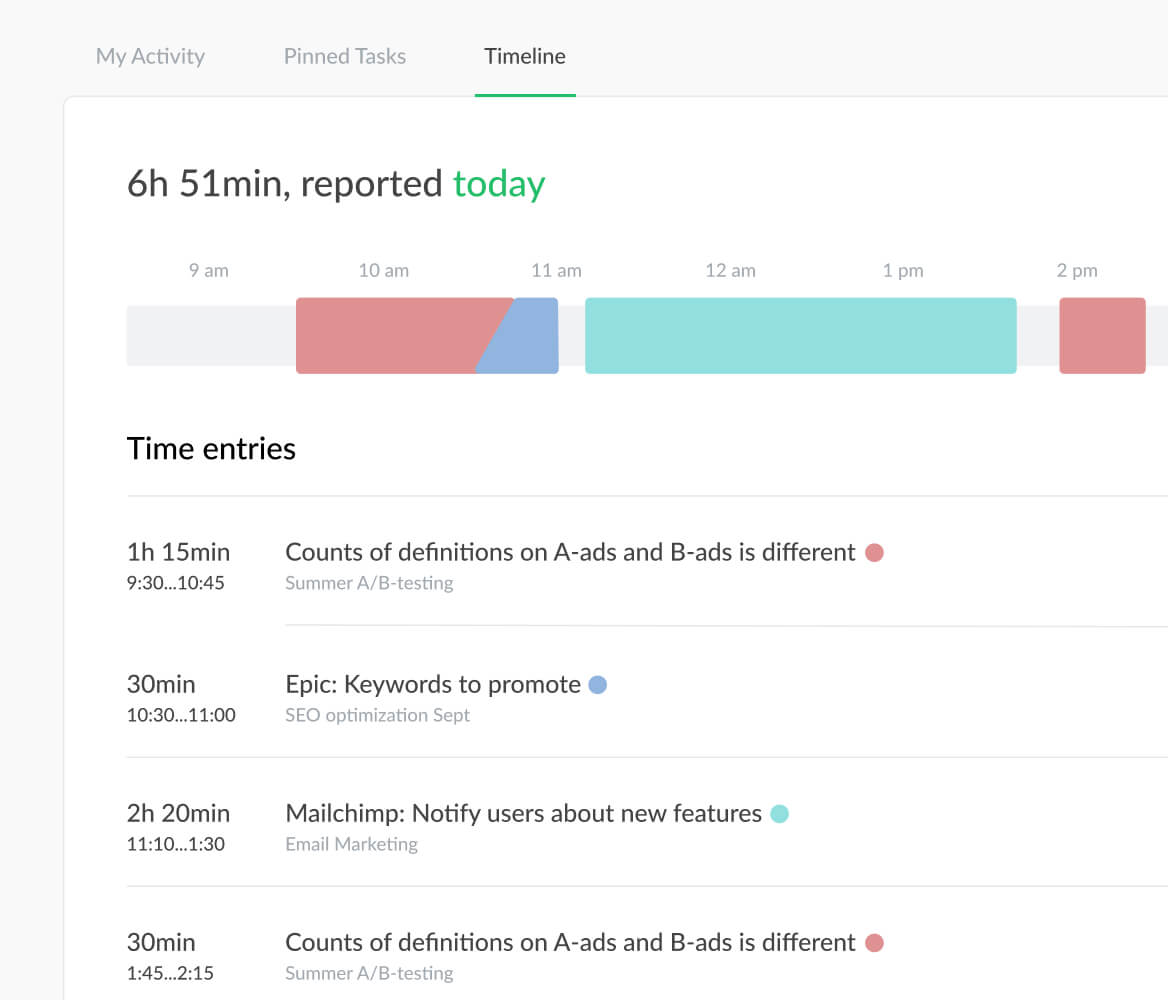 My Activity Pinned Tasks Timeline
6h 51min, reported today
9 am 10 am 11 am 12 am 1 pm 2 pm
Time entries
1h 15min Counts of definitions on A-ads and B-ads is different
9:30...10:45 Summer A/B-testing
30min Epic: Keywords to promote
10:30...11:00 SEO optimization Sept
2h 20min Mailchimp: Notify users about new features
11:10...1:30 Email Marketing
30min Counts of definitions on A-ads and B-ads is different
1:45...2:15 Summer A/B-testing